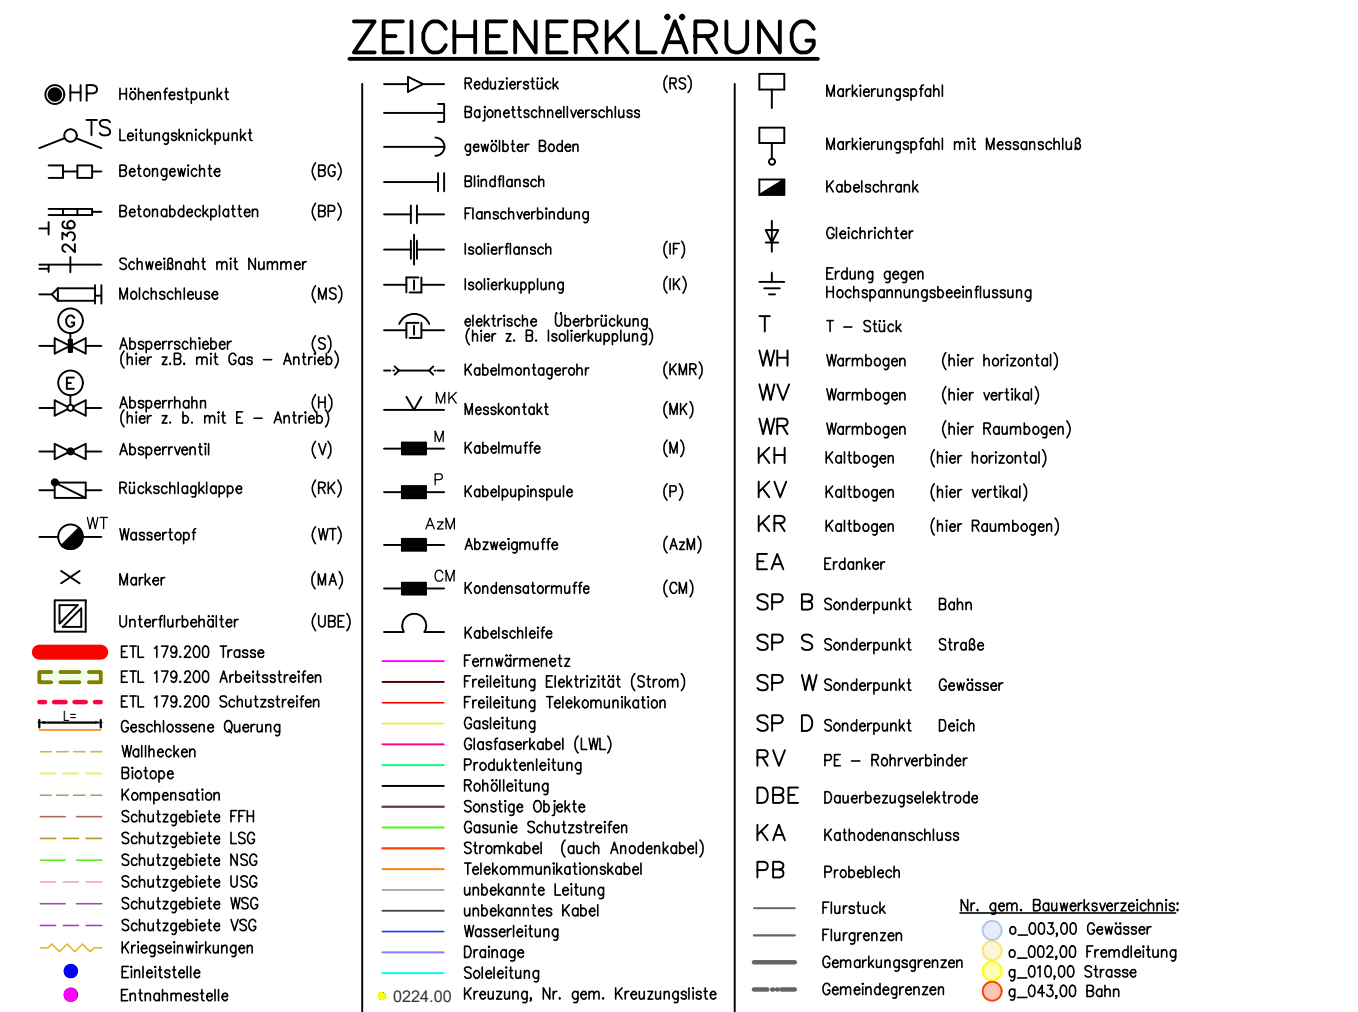 ZEICHENERKLÄRUNG
HP Höhenfestpunkt
TS Leitungsknickpunkt
Betongewichte (BG)
Betonabdeckplatten (BP)
236
Schweißnaht mit Nummer
Molchschleuse (MS)
G
Absperrschieber (S)
(hier z.B. mit Gas – Antrieb)
E
Absperrhahn (H)
(hier z. b. mit E – Antrieb)
Absperrventil (V)
Rückschlagklappe (RK)
WT Wassertopf (WT)
Marker (MA)
Unterflurbehälter (UBE)
ETL 179.200 Trasse
ETL 179.200 Arbeitsstreifen
ETL 179.200 Schutzstreifen
L=
Geschlossene Querung
Wallhecken
Biotope
Kompensation
Schutzgebiete FFH
Schutzgebiete LSG
Schutzgebiete NSG
Schutzgebiete USG
Schutzgebiete WSG
Schutzgebiete VSG
Kriegseinwirkungen
Einleitstelle
Entnahmestelle
Reduzierstück (RS)
Bajonettschnellverschluss
gewölbter Boden
Blindflansch
Flanschverbindung
Isolierflansch (IF)
Isolierkupplung (IK)
elektrische Überbrückung
(hier z. B. Isolierkupplung)
Kabelmontagerohr (KMR)
MK Messkontakt (MK)
M Kabelmuffe (M)
P Kabelpupinspule (P)
AzM Abzweigmuffe (AzM)
CM Kondensatormuffe (CM)
Kabelschleife
Fernwärmenetz
Freileitung Elektrizität (Strom)
Freileitung Telekomunikation
Gasleitung
Glasfaserkabel (LWL)
Produktenleitung
Rohölleitung
Sonstige Objekte
Gasunie Schutzstreifen
Stromkabel (auch Anodenkabel)
Telekommunikationskabel
unbekannte Leitung
unbekanntes Kabel
Wasserleitung
Drainage
Soleleitung
0224.00 Kreuzung, Nr. gem. Kreuzungsliste
Markierungspfahl
Markierungspfahl mit Messanschluß
Kabelschrank
Gleichrichter
Erdung gegen
Hochspannungsbeeinflussung
T T – Stück
WH Warmbogen (hier horizontal)
WV Warmbogen (hier vertikal)
WR Warmbogen (hier Raumbogen)
KH Kaltbogen (hier horizontal)
KV Kaltbogen (hier vertikal)
KR Kaltbogen (hier Raumbogen)
EA Erdanker
SP B Sonderpunkt Bahn
SP S Sonderpunkt Straße
SP W Sonderpunkt Gewässer
SP D Sonderpunkt Deich
RV PE – Rohrverbinder
DBE Dauerbezugselektrode
KA Kathodenanschluss
PB Probeblech
Flurstuck
Flurgrenzen
Gemarkungsgrenzen
Gemeindegrenzen
Nr. gem. Bauwerksverzeichnis:
o_003,00 Gewässer
o_002,00 Fremdleitung
g_010,00 Strasse
g_043,00 Bahn